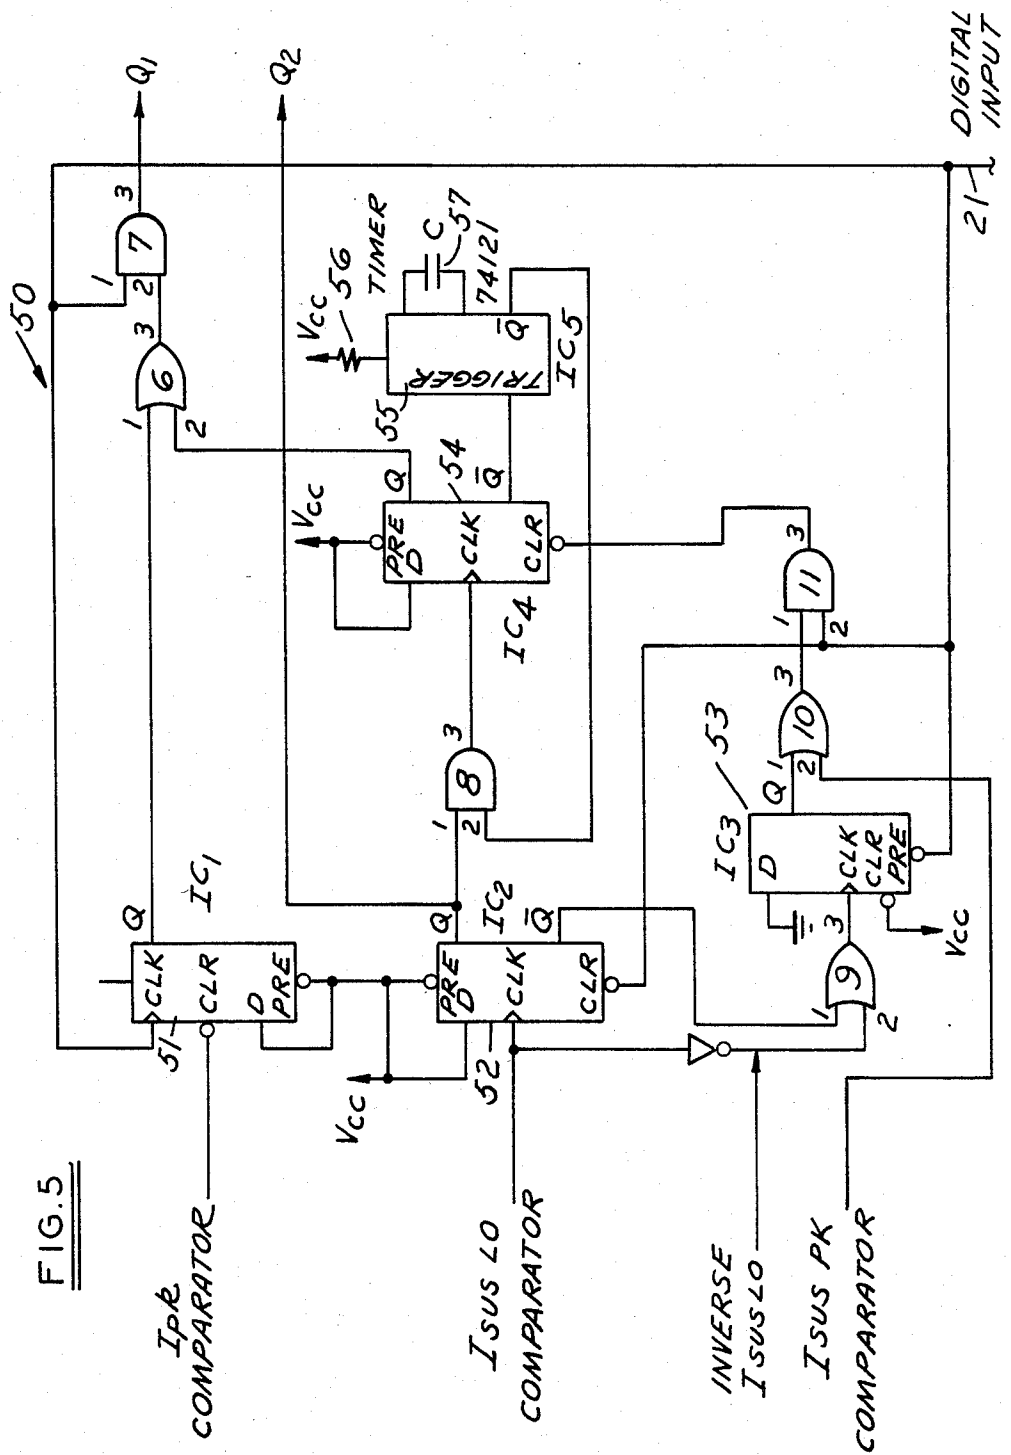 FIG.5
50
Ipk
COMPARATOR
CLK
CLR
D
PRE
Q
51
IC1
1
2
6
3
1
2
7
3
Q1
Q2
Vcc
ISUS LO
COMPARATOR
PRE
D
CLK
CLR
Q
Q̅
52
IC2
1
2
8
3
Vcc
PRE
D
CLK
CLR
Q
Q̅
54
IC4
Vcc
56
TIMER
55
TRIGGER
C
57
74121
Q̅
IC5
INVERSE
ISUS LO
ISUS PK
COMPARATOR
1
2
9
3
Vcc
D
CLK
CLR
PRE
Q
IC3
53
1
2
10
3
1
2
11
3
21
DIGITAL
INPUT